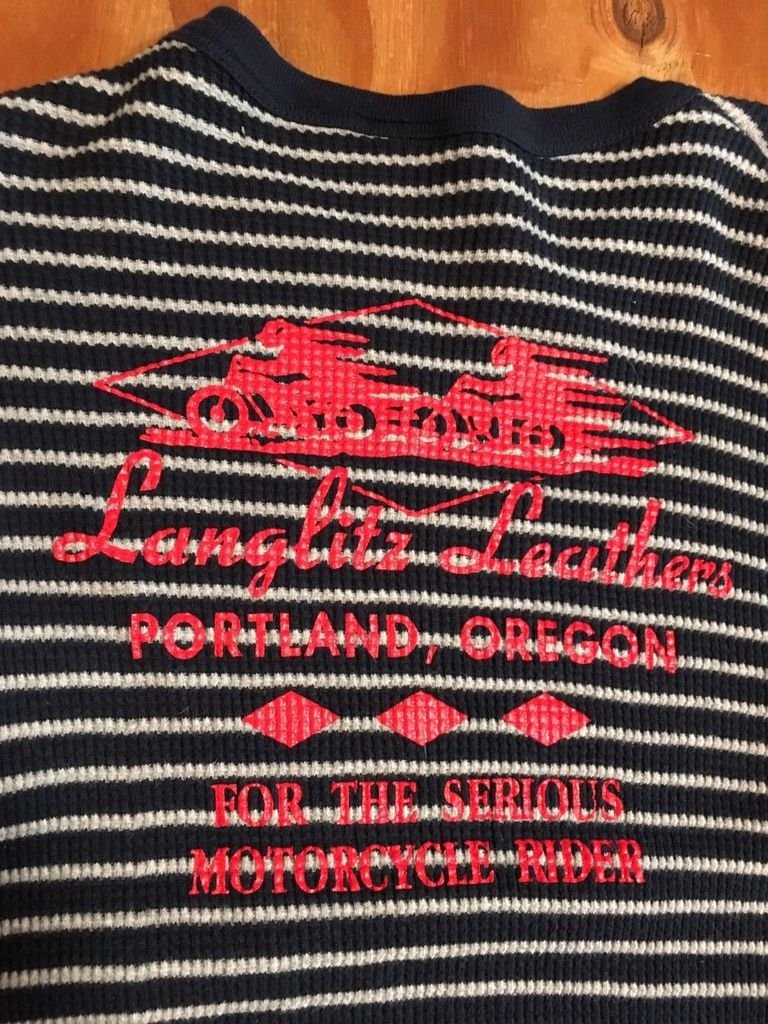 Langlitz Leathers
PORTLAND, OREGON
FOR THE SERIOUS
MOTORCYCLE RIDER